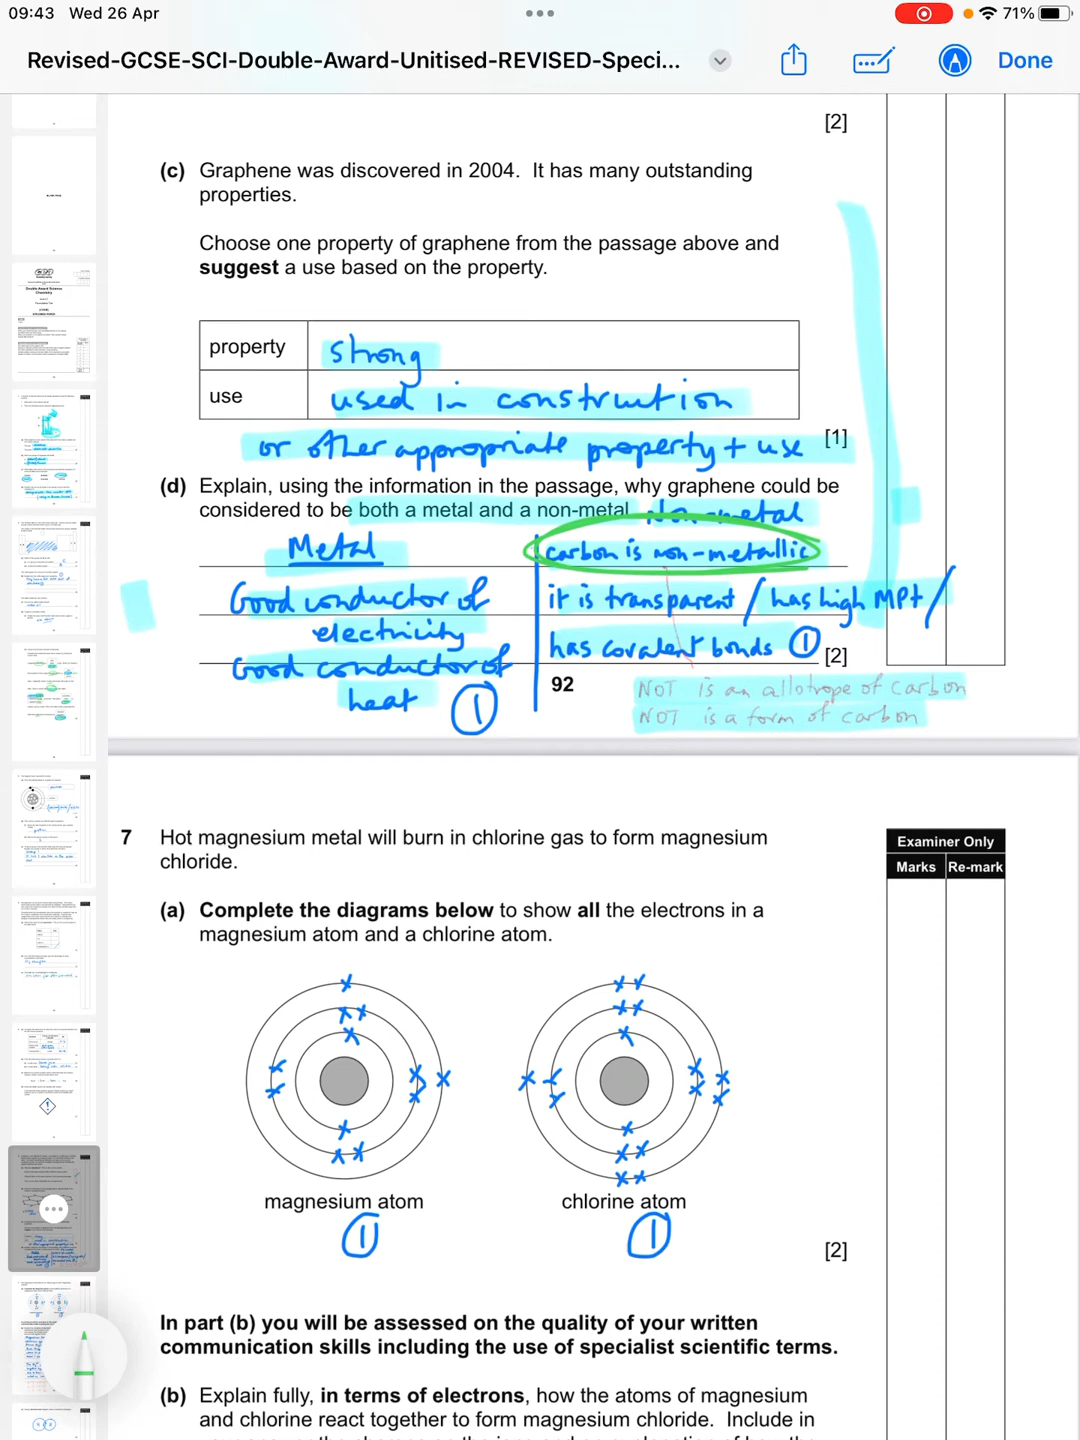 09:43 Wed 26 Apr
71%
Revised-GCSE-SCI-Double-Award-Unitised-REVISED-Speci...
Done
[2]
(c) Graphene was discovered in 2004. It has many outstanding
properties.
Choose one property of graphene from the passage above and
suggest a use based on the property.
property strong
use used in construction
or other appropriate property + use [1]
(d) Explain, using the information in the passage, why graphene could be
considered to be both a metal and a non-metal. Non-metal
Metal carbon is non-metallic
Good conductor of it is transparent / has high MPt /
electricity has covalent bonds ① [2]
Good conductor of
heat ①
92
NOT is an allotrope of carbon
NOT is a form of carbon
7 Hot magnesium metal will burn in chlorine gas to form magnesium
chloride.
Examiner Only
Marks Re-mark
(a) Complete the diagrams below to show all the electrons in a
magnesium atom and a chlorine atom.
magnesium atom chlorine atom
① ①
[2]
In part (b) you will be assessed on the quality of your written
communication skills including the use of specialist scientific terms.
(b) Explain fully, in terms of electrons, how the atoms of magnesium
and chlorine react together to form magnesium chloride. Include in